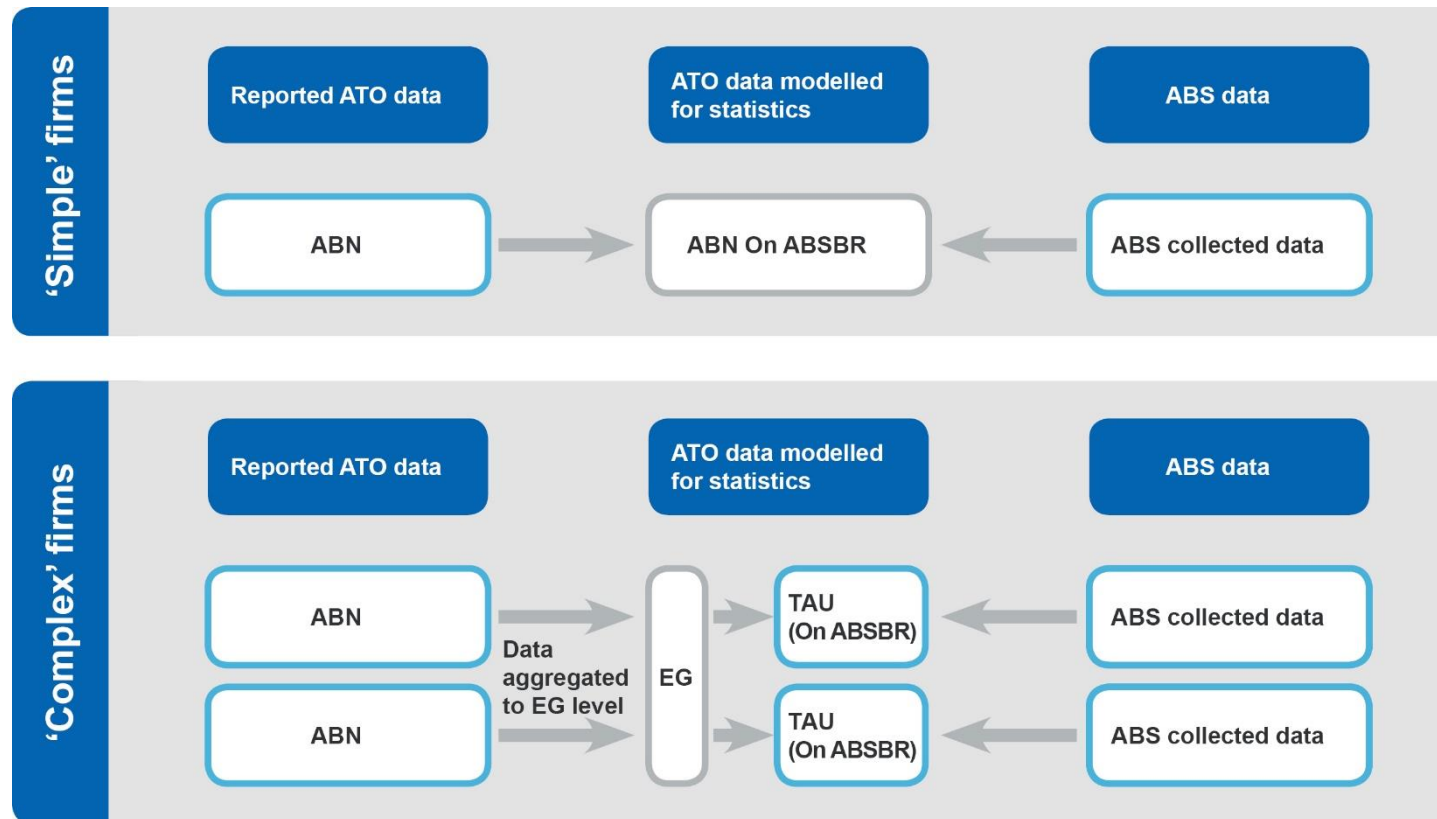 ‘Simple’ firms
Reported ATO data
ATO data modelled
for statistics
ABS data
ABN
ABN On ABSBR
ABS collected data
‘Complex’ firms
Reported ATO data
ATO data modelled
for statistics
ABS data
ABN
Data
aggregated
to EG level
EG
TAU
(On ABSBR)
ABS collected data
ABN
TAU
(On ABSBR)
ABS collected data